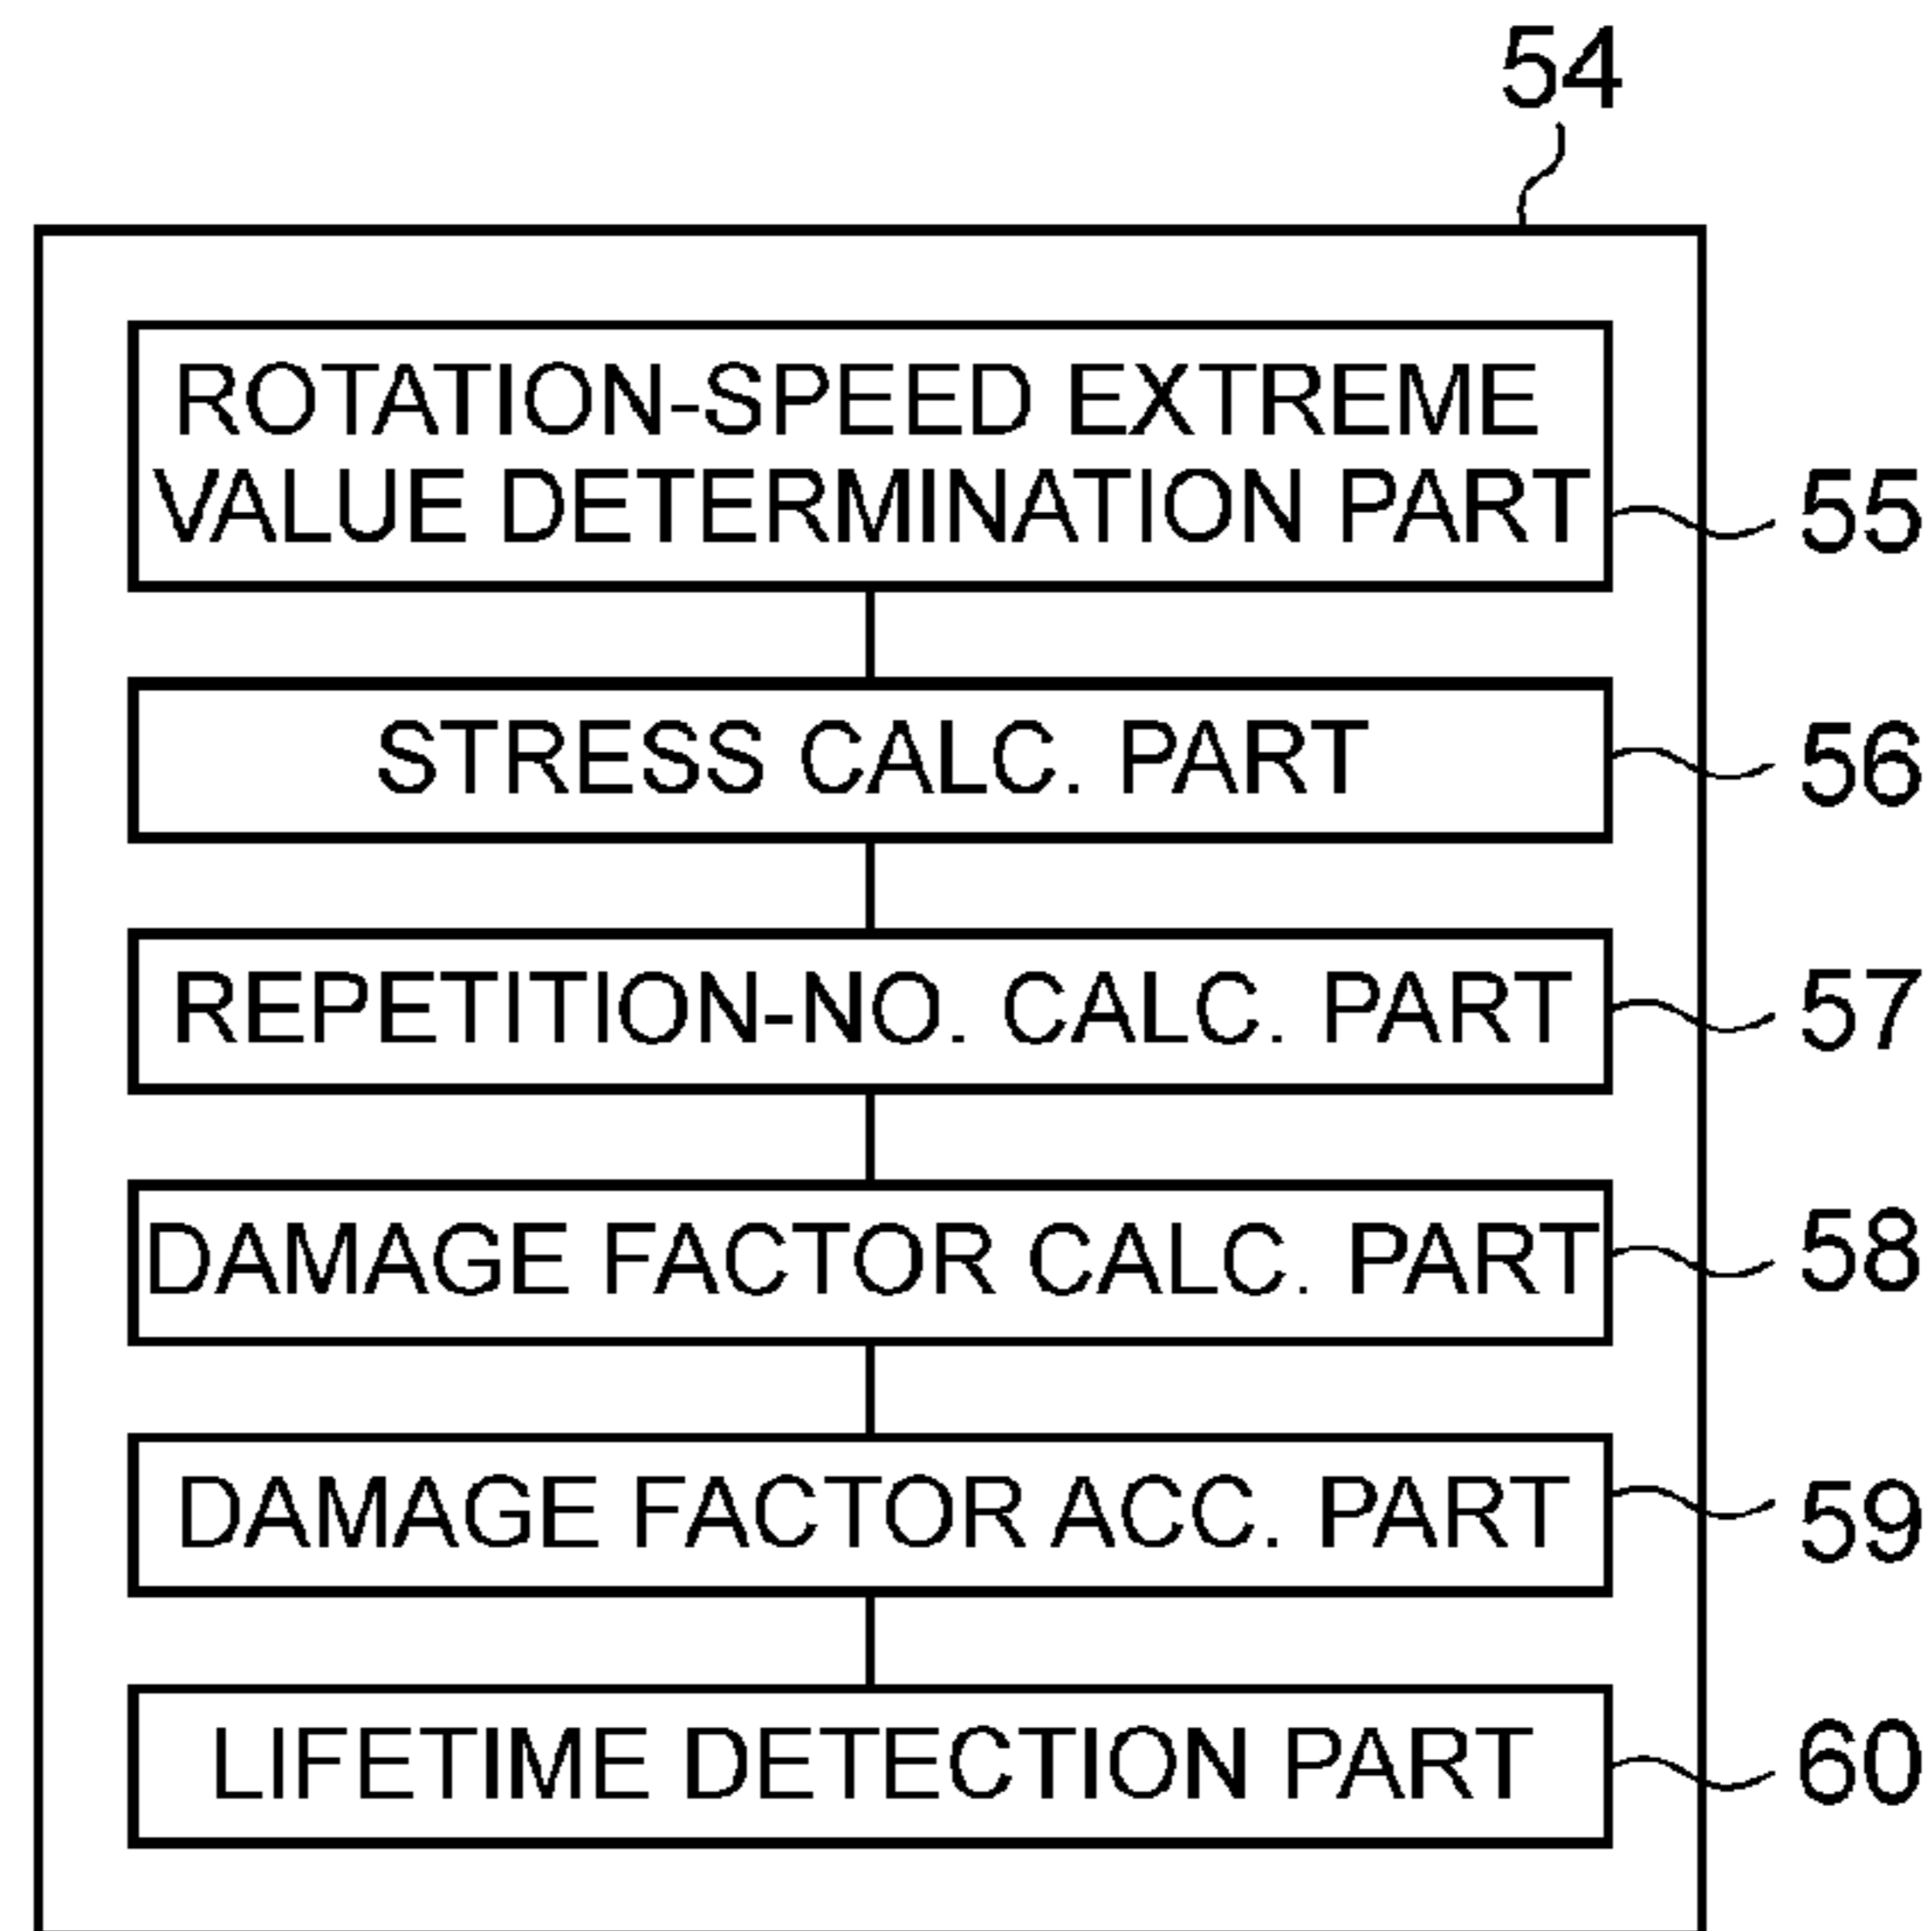 54
ROTATION-SPEED EXTREME
VALUE DETERMINATION PART
55
STRESS CALC. PART
56
REPETITION-NO. CALC. PART
57
DAMAGE FACTOR CALC. PART
58
DAMAGE FACTOR ACC. PART
59
LIFETIME DETECTION PART
60